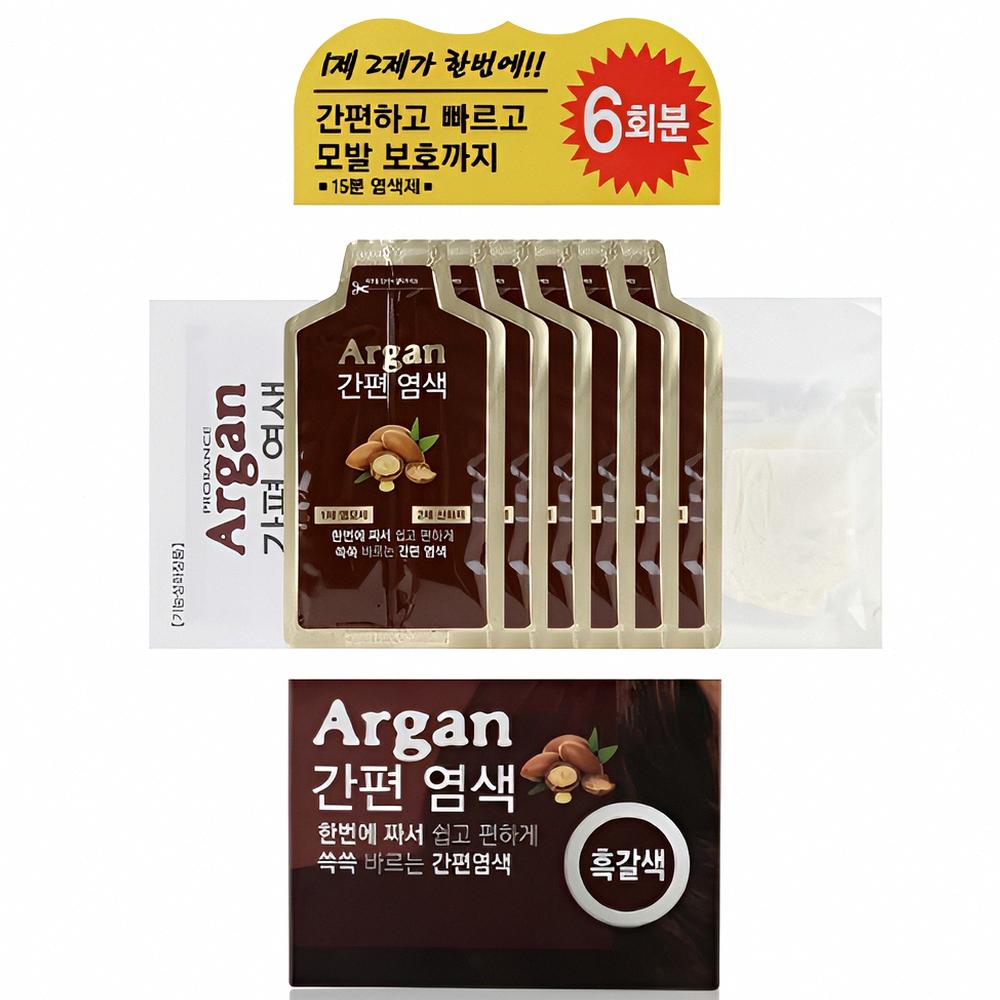 1제 2제가 한번에!!
간편하고 빠르고
모발 보호까지
▪15분 염색제▪
6회분
Argan
간편 염색
한번에 짜서 쉽고 편하게
쓱쓱 바르는 간편 염색
PROBANCE
Argan
간편 염색
Argan
간편 염색
한번에 짜서 쉽고 편하게
쓱쓱 바르는 간편염색
흑갈색